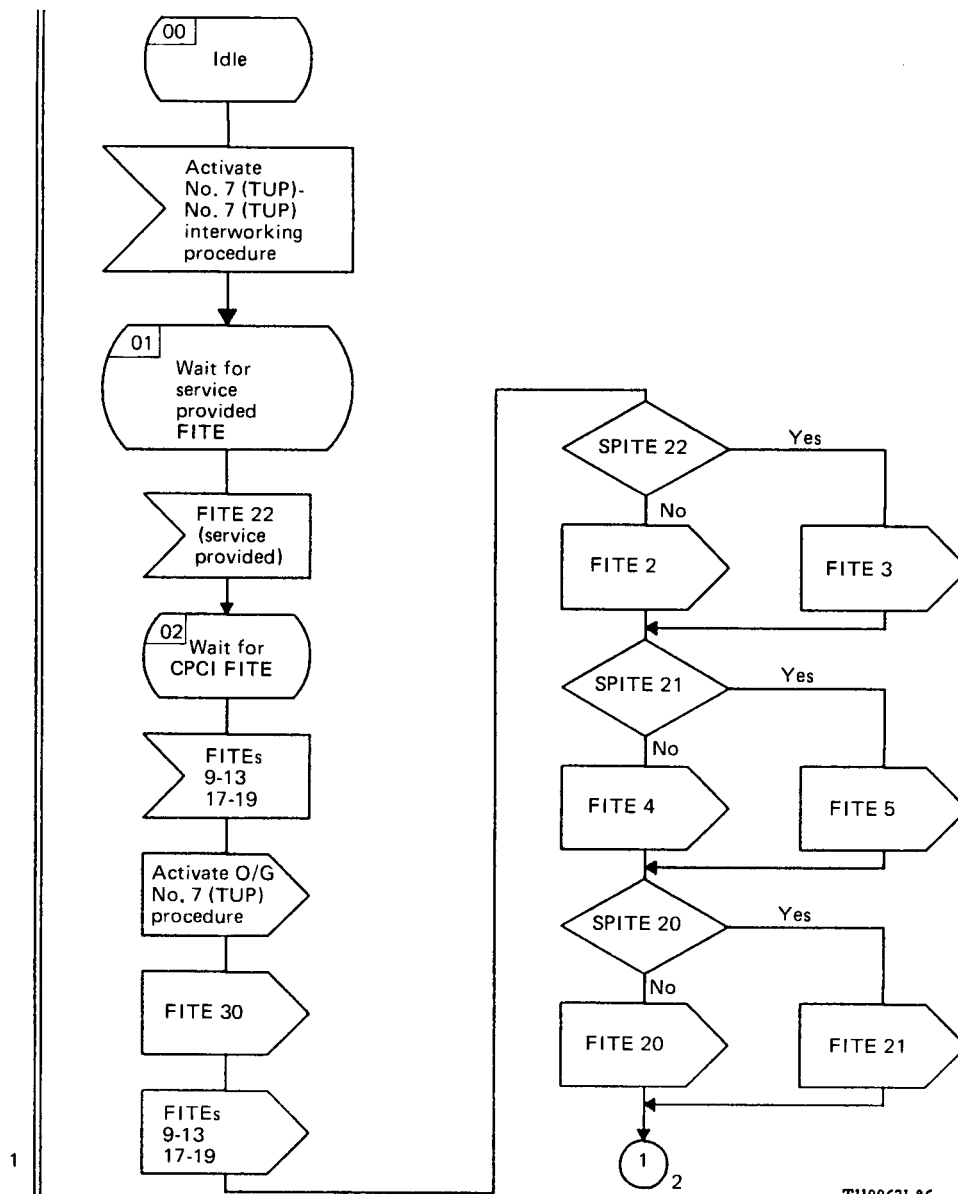 00
Idle
Activate
No. 7 (TUP)-
No. 7 (TUP)
interworking
procedure
01
Wait for
service
provided
FITE
FITE 22
(service
provided)
02
Wait for
CPCI FITE
FITEs
9-13
17-19
Activate O/G
No. 7 (TUP)
procedure
FITE 30
FITEs
9-13
17-19
1
SPITE 22
Yes
No
FITE 2
FITE 3
SPITE 21
Yes
No
FITE 4
FITE 5
SPITE 20
Yes
No
FITE 20
FITE 21
1
2